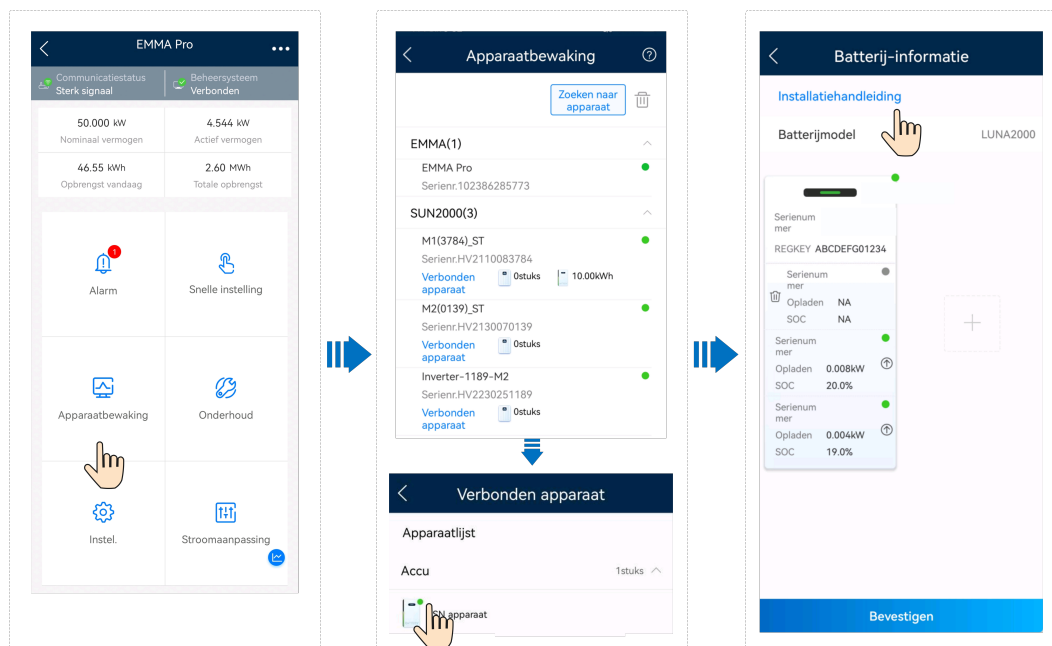 EMMA Pro
Communicatiestatus
Sterk signaal
Beheersysteem
Verbonden
50.000 kW
Nominaal vermogen
4.544 kW
Actief vermogen
46.55 kWh
Opbrengst vandaag
2.60 MWh
Totale opbrengst
1
Alarm
Snelle instelling
Apparaatbewaking
Onderhoud
Instel.
Stroomaanpassing
Apparaatbewaking
Zoeken naar
apparaat
EMMA(1)
EMMA Pro
Serienr.102386285773
SUN2000(3)
M1(3784)_ST
Serienr.HV2110083784
Verbonden
apparaat
0stuks
10.00kWh
M2(0139)_ST
Serienr.HV2130070139
Verbonden
apparaat
0stuks
Inverter-1189-M2
Serienr.HV2230251189
Verbonden
apparaat
0stuks
Verbonden apparaat
Apparaatlijst
Accu 1stuks
SN apparaat
Batterij-informatie
Installatiehandleiding
Batterijmodel LUNA2000
Serienum
mer
REGKEY ABCDEFG01234
Serienum
mer
Opladen NA
SOC NA
Serienum
mer
Opladen 0.008kW
SOC 20.0%
Serienum
mer
Opladen 0.004kW
SOC 19.0%
Bevestigen